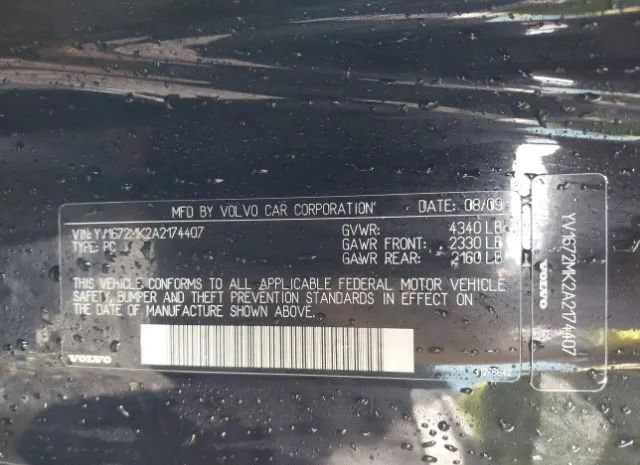 MFD BY VOLVO CAR CORPORATION DATE: 08/09
VIN: YV1672MK2A2174407
TYPE: PC
GVWR: 4340 LB
GAWR FRONT: 2330 LB
GAWR REAR: 2160 LB
THIS VEHICLE CONFORMS TO ALL APPLICABLE FEDERAL MOTOR VEHICLE
SAFETY, BUMPER AND THEFT PREVENTION STANDARDS IN EFFECT ON
THE DATE OF MANUFACTURE SHOWN ABOVE.
VOLVO
YV1672MK2A2174407
VOLVO